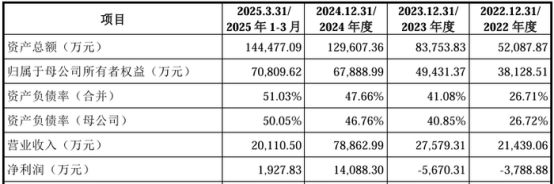 项目 2025.3.31/ 2024.12.31/ 2023.12.31/ 2022.12.31/
2025 年 1-3 月 2024 年度 2023 年度 2022 年度
资产总额（万元） 144,477.09 129,607.36 83,753.83 52,087.87
归属于母公司所有者权益（万元） 70,809.62 67,888.99 49,431.37 38,128.51
资产负债率（合并） 51.03% 47.66% 41.08% 26.71%
资产负债率（母公司） 50.05% 46.76% 40.85% 26.72%
营业收入（万元） 20,110.50 78,862.99 27,579.31 21,439.06
净利润（万元） 1,927.83 14,088.30 -5,670.31 -3,788.88